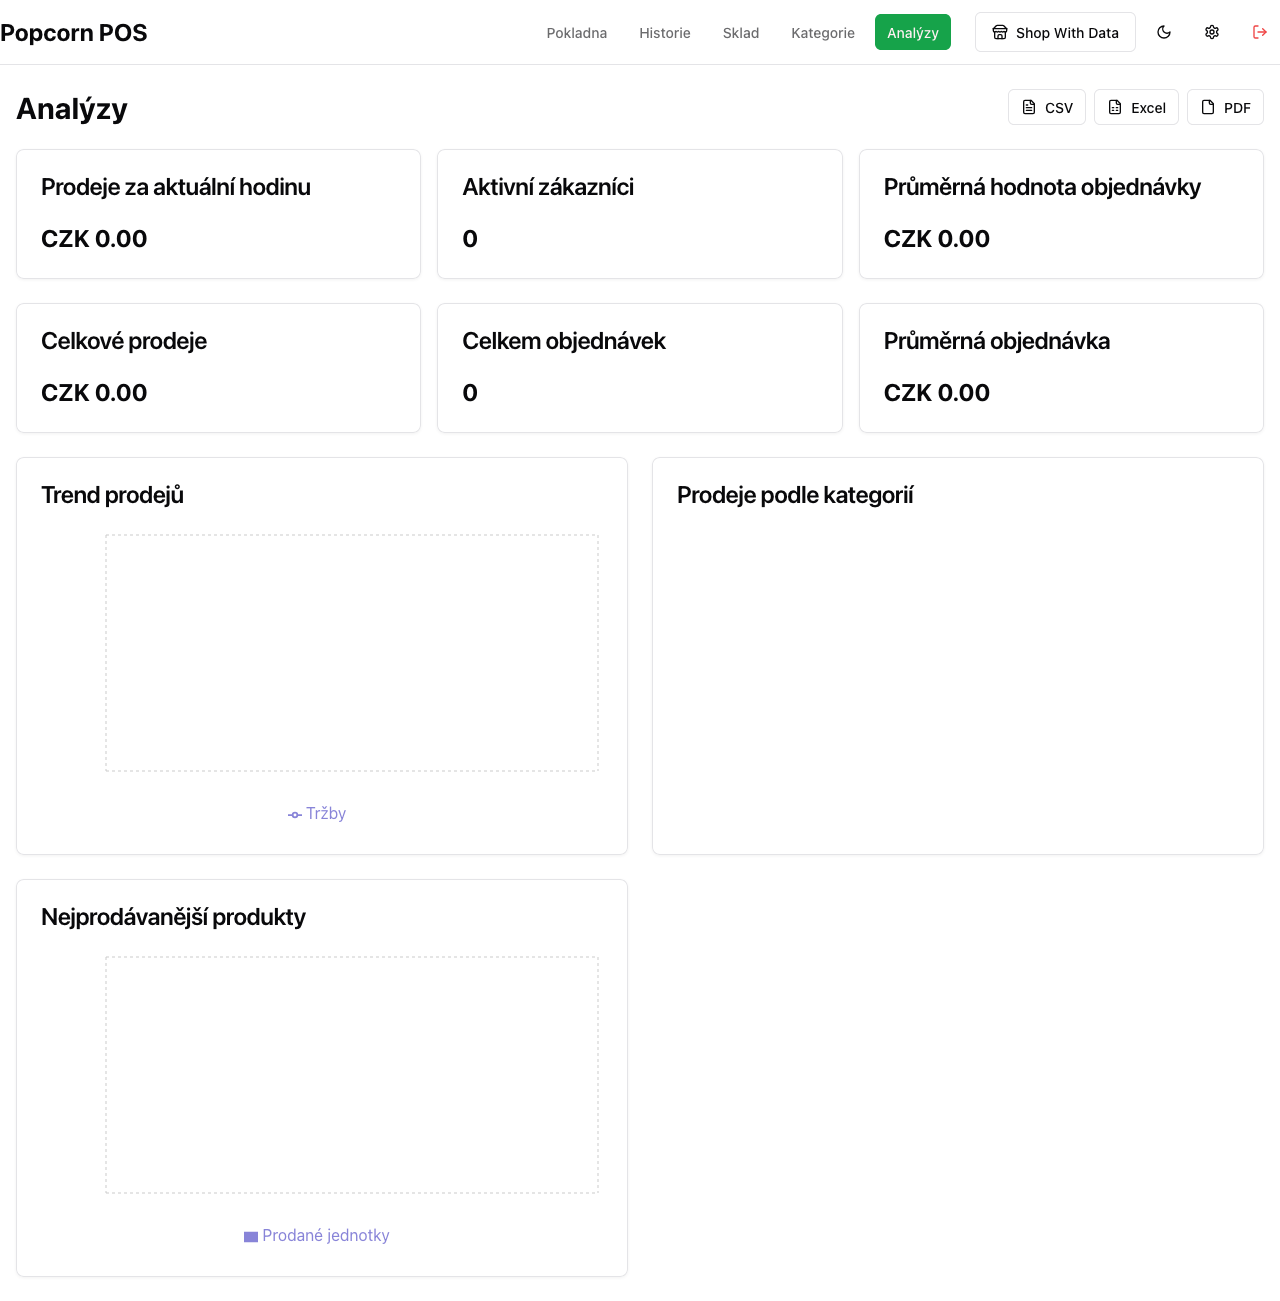 Popcorn POS
Pokladna
Historie
Sklad
Kategorie
Analýzy
Shop With Data
Analýzy
CSV
Excel
PDF
Prodeje za aktuální hodinu
CZK 0.00
Aktivní zákazníci
0
Průměrná hodnota objednávky
CZK 0.00
Celkové prodeje
CZK 0.00
Celkem objednávek
0
Průměrná objednávka
CZK 0.00
Trend prodejů
Tržby
Prodeje podle kategorií
Nejprodávanější produkty
Prodané jednotky